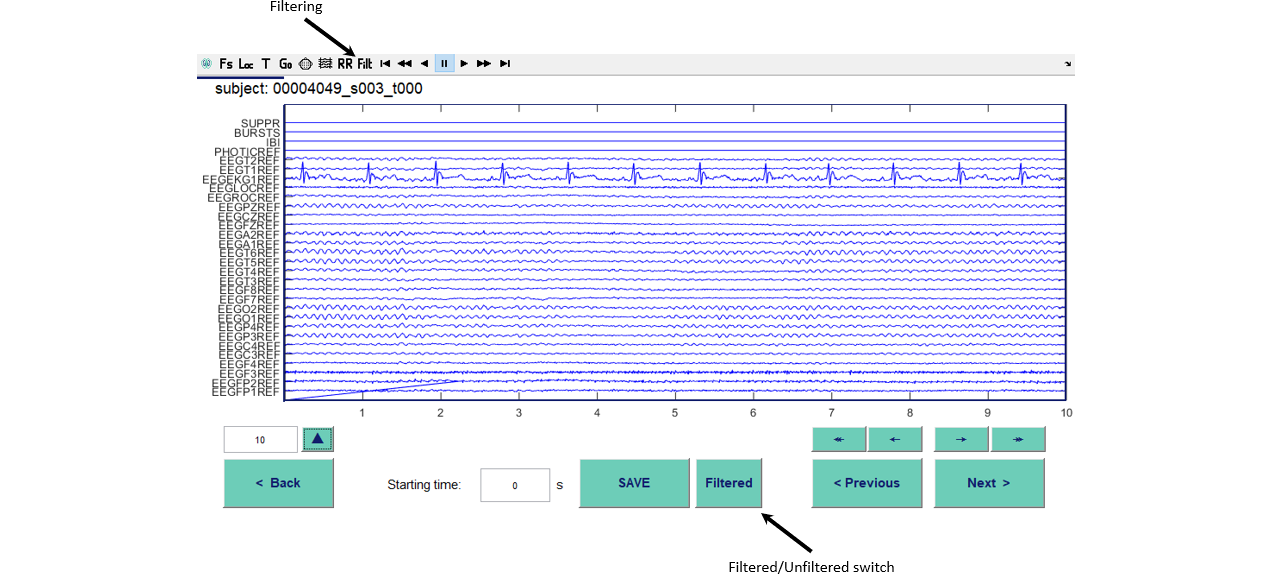 Filtering
Fs Loc T Go RR Filt
subject: 00004049_s003_t000
SUPPR
BURSTS
IBI
PHOTICREF
EEGT2REF
EEGT1REF
EEGEKG1REF
EEGLOCREF
EEGROCREF
EEGPZREF
EEGCZREF
EEGFZREF
EEGA2REF
EEGA1REF
EEGT6REF
EEGT5REF
EEGT4REF
EEGT3REF
EEGF8REF
EEGF7REF
EEGO2REF
EEGO1REF
EEGP4REF
EEGP3REF
EEGC4REF
EEGC3REF
EEGF4REF
EEGF3REF
EEGFP2REF
EEGFP1REF
1 2 3 4 5 6 7 8 9 10
10
< Back
Starting time: 0 s
SAVE
Filtered
< Previous
Next >
Filtered/Unfiltered switch